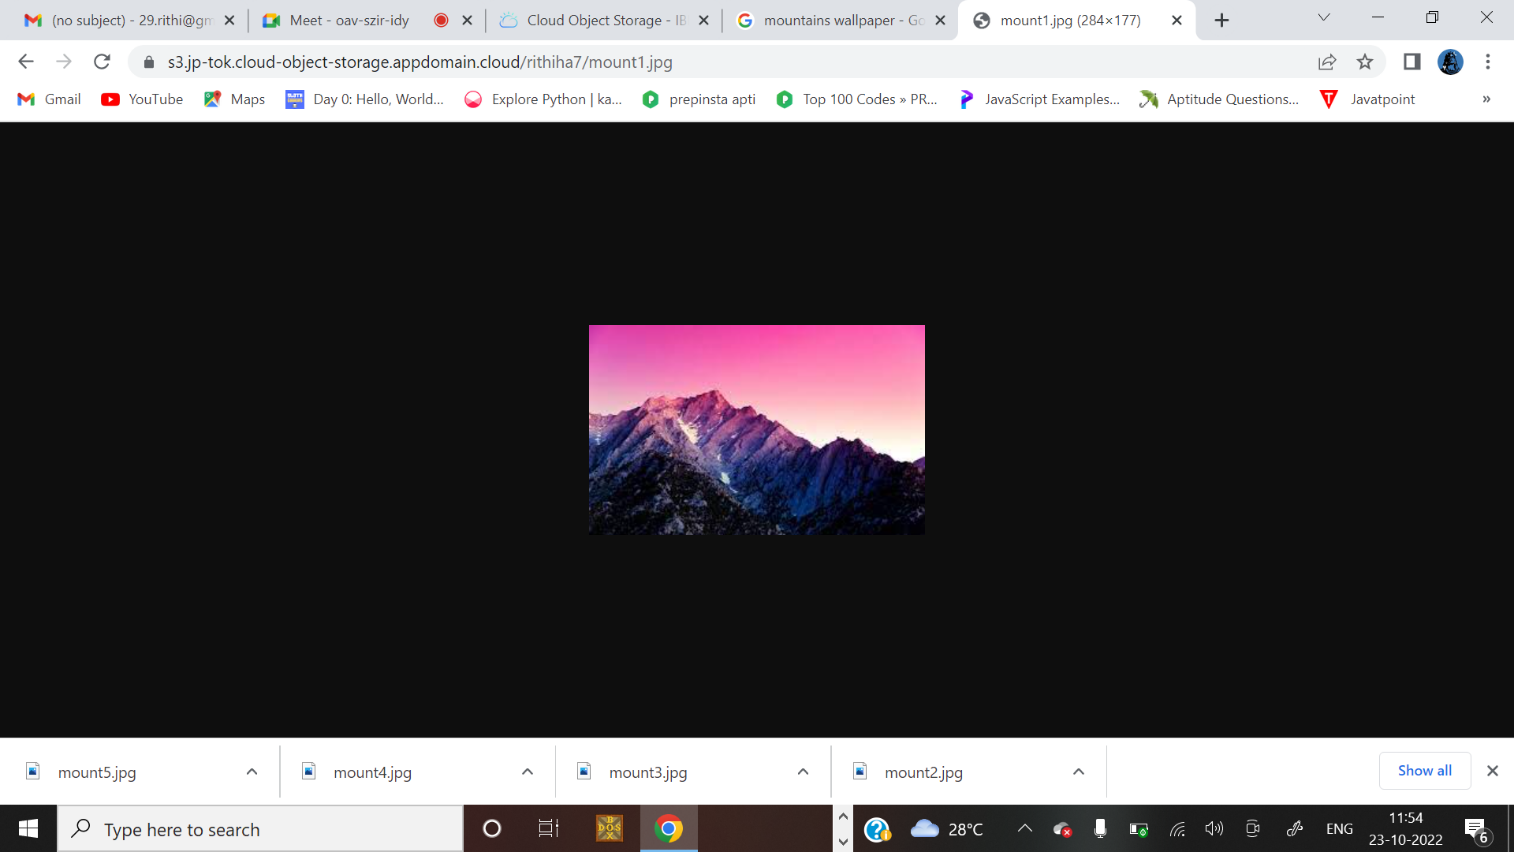 (no subject) - 29.rithi@gm
Meet - oav-szir-idy
Cloud Object Storage - IB
mountains wallpaper - Go
mount1.jpg (284×177)
s3.jp-tok.cloud-object-storage.appdomain.cloud/rithiha7/mount1.jpg
Gmail
YouTube
Maps
Day 0: Hello, World...
Explore Python | ka...
prepinsta apti
Top 100 Codes » PR...
JavaScript Examples...
Aptitude Questions...
Javatpoint
»
mount5.jpg
mount4.jpg
mount3.jpg
mount2.jpg
Show all
Type here to search
28°C
ENG
11:54
23-10-2022
6